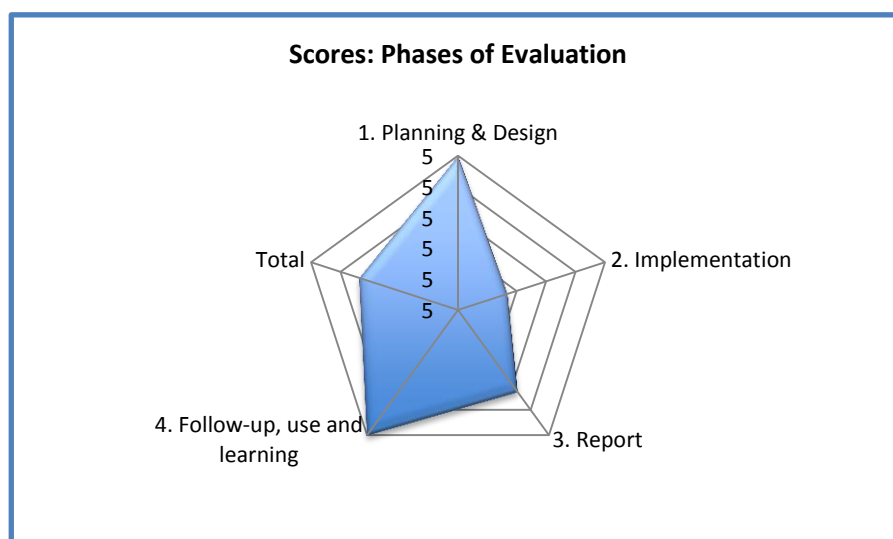 Scores: Phases of Evaluation
1. Planning & Design
5
5
5
5
5
5
Total
2. Implementation
4. Follow-up, use and
learning
3. Report